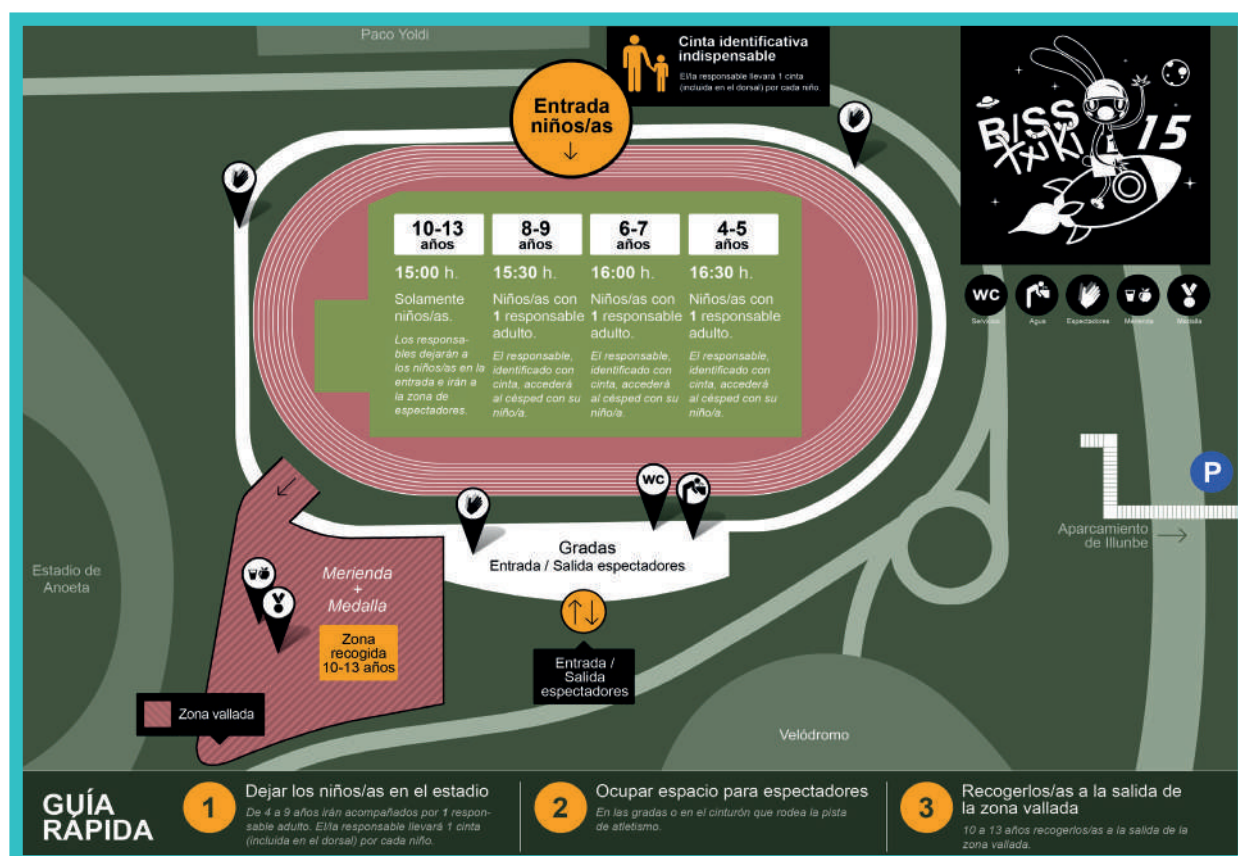 Paco Yoldi
Cinta identificativa
indispensable
El/la responsable llevará 1 cinta
(incluida en el dorsal) por cada niño.
Entrada
niños/as
BISS
TXiKi
15
WC
Servicios
Agua
Espectadores
Merienda
Medalla
10-13
años
15:00 h.
Solamente
niños/as.
Los responsa-
bles dejarán a
los niños/as en la
entrada e irán a
la zona de
espectadores.
8-9
años
15:30 h.
Niños/as con
1 responsable
adulto.
El responsable,
identificado con
cinta, accederá
al césped con su
niño/a.
6-7
años
16:00 h.
Niños/as con
1 responsable
adulto.
El responsable,
identificado con
cinta, accederá
al césped con su
niño/a.
4-5
años
16:30 h.
Niños/as con
1 responsable
adulto.
El responsable,
identificado con
cinta, accederá
al césped con su
niño/a.
WC
P
Aparcamiento
de Illunbe
Gradas
Entrada / Salida espectadores
Estadio de
Anoeta
Merienda
+
Medalla
Zona
recogida
10-13 años
Entrada /
Salida
espectadores
Zona vallada
Velódromo
GUÍA
RÁPIDA
1
Dejar los niños/as en el estadio
De 4 a 9 años irán acompañados por 1 respon-
sable adulto. El/la responsable llevará 1 cinta
(incluida en el dorsal) por cada niño.
2
Ocupar espacio para espectadores
En las gradas o en el cinturón que rodea la pista
de atletismo.
3
Recogerlos/as a la salida de
la zona vallada
10 a 13 años recogerlos/as a la salida de la
zona vallada.